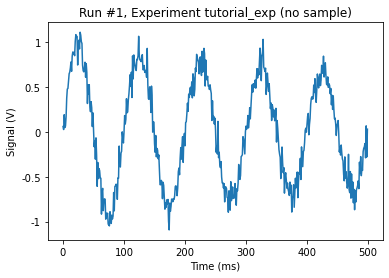 Run #1, Experiment tutorial_exp (no sample)
1
0.5
0
-0.5
-1
Signal (V)
0 100 200 300 400 500
Time (ms)